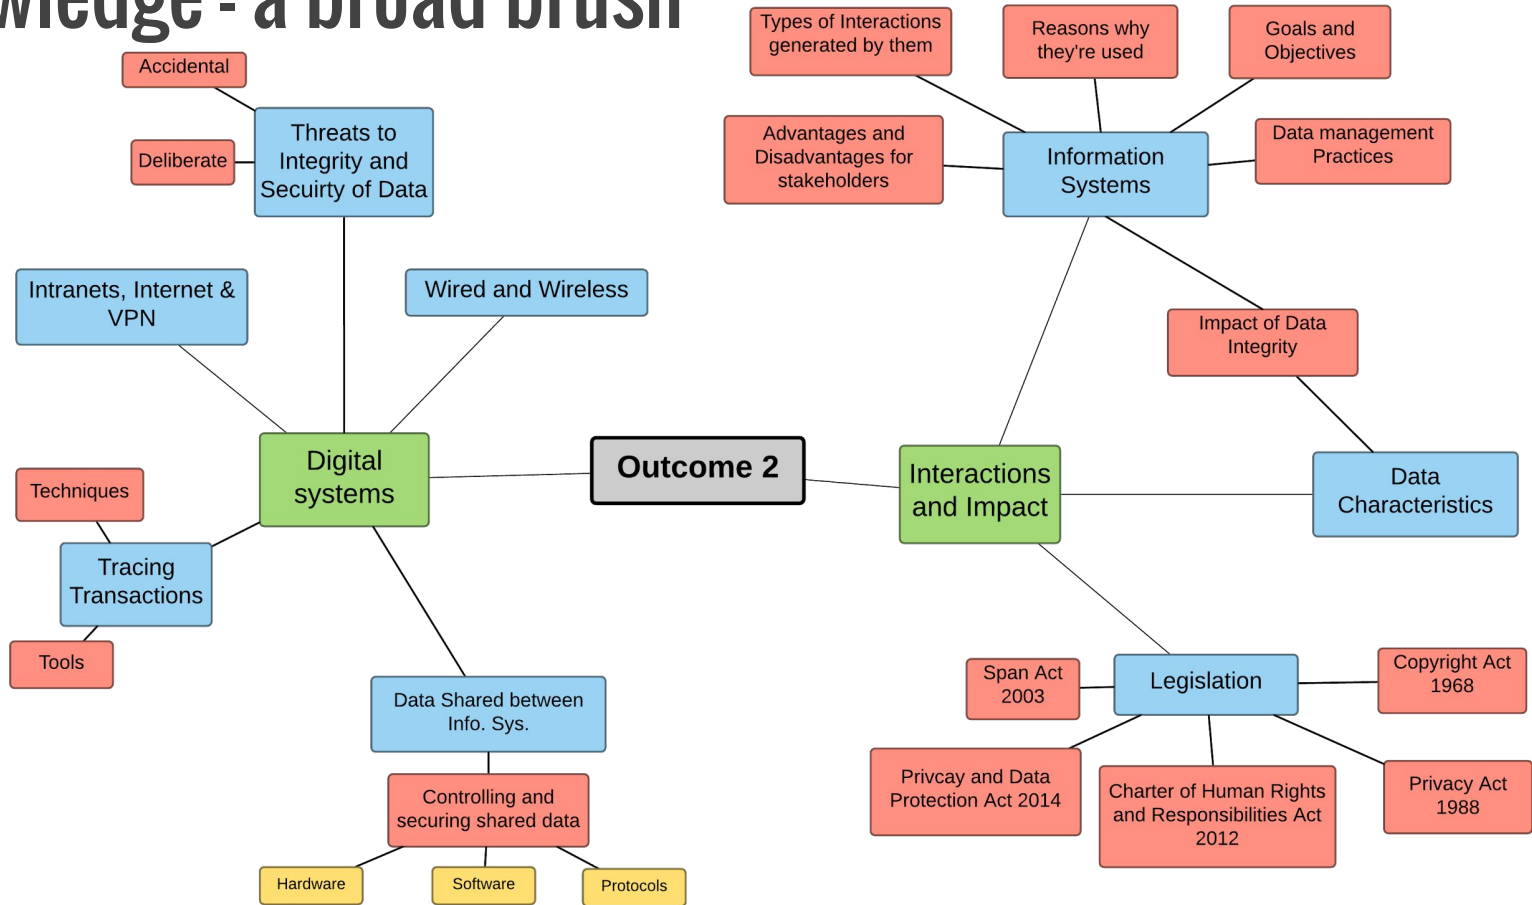 wledge - a broad brush
Accidental
Deliberate
Threats to
Integrity and
Secuirty of Data
Intranets, Internet &
VPN
Wired and Wireless
Digital
systems
Techniques
Tracing
Transactions
Tools
Data Shared between
Info. Sys.
Controlling and
securing shared data
Hardware
Software
Protocols
Outcome 2
Types of Interactions
generated by them
Reasons why
they're used
Goals and
Objectives
Advantages and
Disadvantages for
stakeholders
Information
Systems
Data management
Practices
Impact of Data
Integrity
Interactions
and Impact
Data
Characteristics
Legislation
Span Act
2003
Copyright Act
1968
Privcay and Data
Protection Act 2014
Charter of Human Rights
and Responsibilities Act
2012
Privacy Act
1988